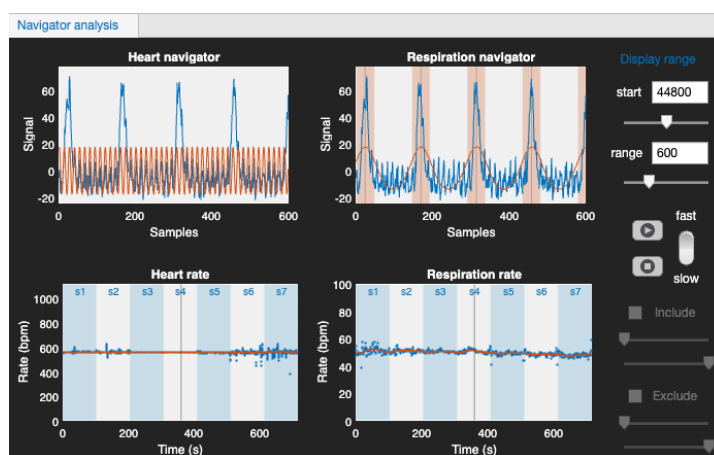 Navigator analysis
Heart navigator
Respiration navigator
Display range
60
40
20
0
-20
Signal
0
200
400
600
Samples
60
40
20
0
-20
Signal
0
200
400
600
Samples
start
44800
range
600
fast
slow
Heart rate
Respiration rate
s1
s2
s3
s4
s5
s6
s7
1000
800
600
400
200
0
Rate (bpm)
0
200
400
600
Time (s)
s1
s2
s3
s4
s5
s6
s7
100
80
60
40
20
0
Rate (bpm)
0
200
400
600
Time (s)
Include
Exclude